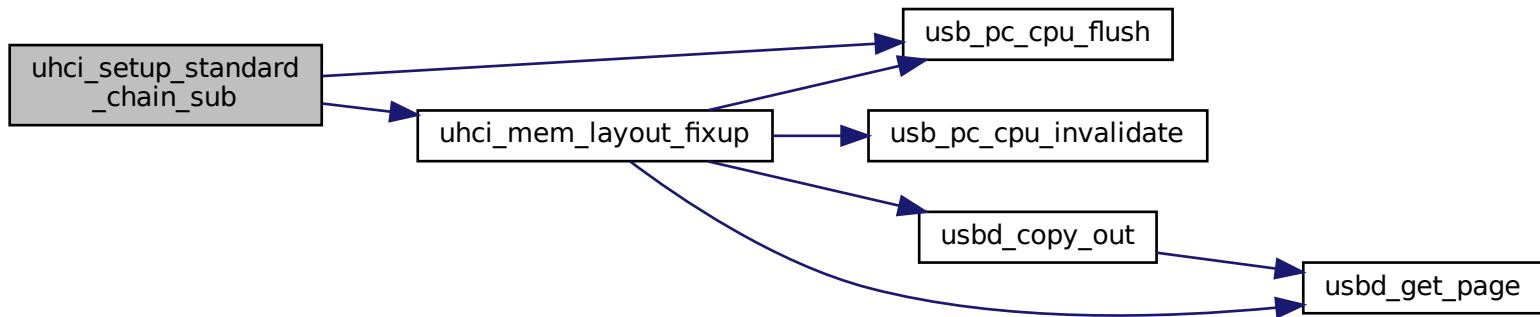 uhci_setup_standard
_chain_sub
usb_pc_cpu_flush
uhci_mem_layout_fixup
usb_pc_cpu_invalidate
usbd_copy_out
usbd_get_page